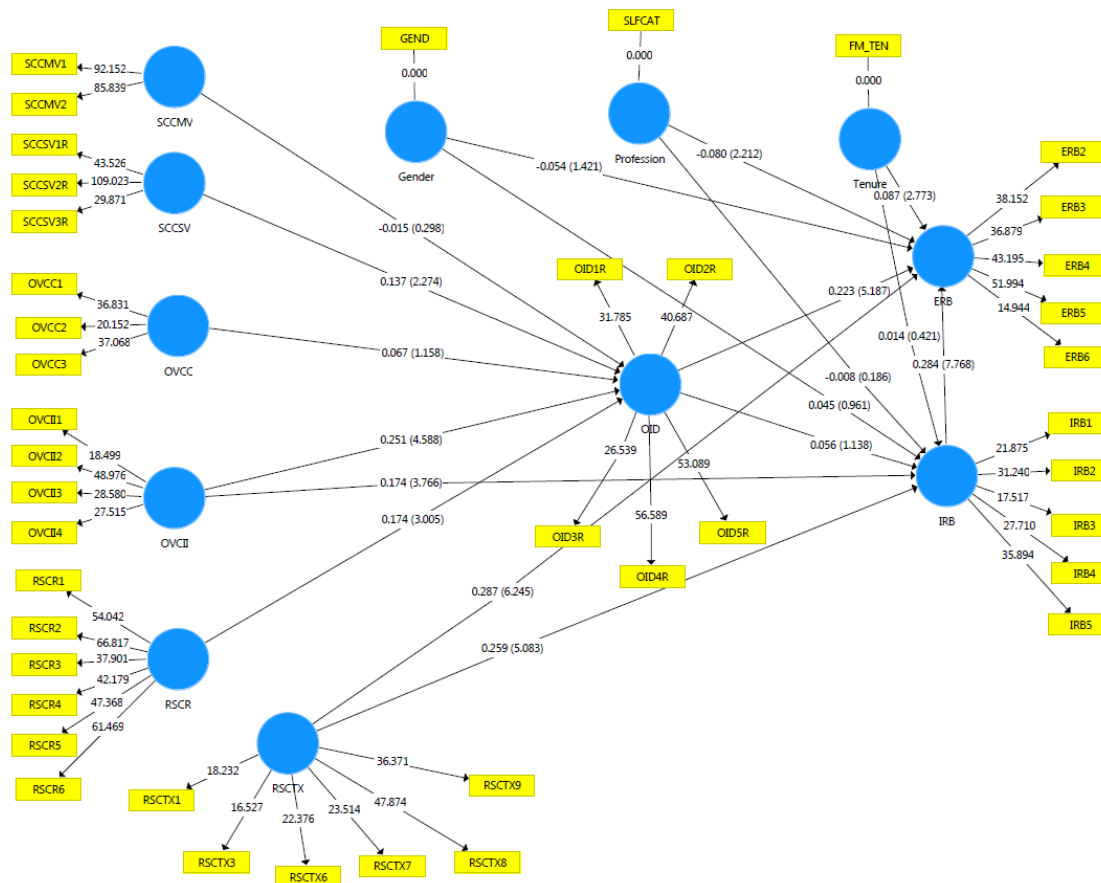 SLFCAT
GEND
FM_TEN
0.000
0.000
0.000
SCCMV1
92.152
85.839
SCCMV2
SCCMV
SCCSV1R
43.526
SCCSV2R
109.023
29.871
SCCSV3R
SCCSV
Gender
Profession
Tenure
-0.054 (1.421)
-0.080 (2.212)
0.087 (2.773)
ERB2
38.152
ERB3
36.879
43.195
ERB4
51.994
ERB5
14.944
ERB6
ERB
-0.015 (0.298)
0.137 (2.274)
OID1R
OID2R
31.785
40.687
0.223 (5.187)
0.014 (0.421)
0.284 (7.768)
OVCC1
36.831
OVCC2
20.152
37.068
OVCC3
OVCC
0.067 (1.158)
-0.008 (0.186)
0.045 (0.961)
0.056 (1.138)
OID
OVCII1
18.499
OVCII2
48.976
OVCII3
28.580
27.515
OVCII4
OVCII
0.251 (4.588)
0.174 (3.766)
0.174 (3.005)
26.539
53.089
56.589
OID3R
OID5R
OID4R
IRB1
21.875
31.240
IRB2
17.517
IRB3
27.710
35.894
IRB4
IRB5
IRB
RSCR1
54.042
RSCR2
66.817
RSCR3
37.901
42.179
RSCR4
47.368
RSCR5
61.469
RSCR6
RSCR
0.287 (6.245)
0.259 (5.083)
RSCTX
18.232
RSCTX1
16.527
RSCTX3
22.376
RSCTX6
23.514
RSCTX7
47.874
RSCTX8
36.371
RSCTX9